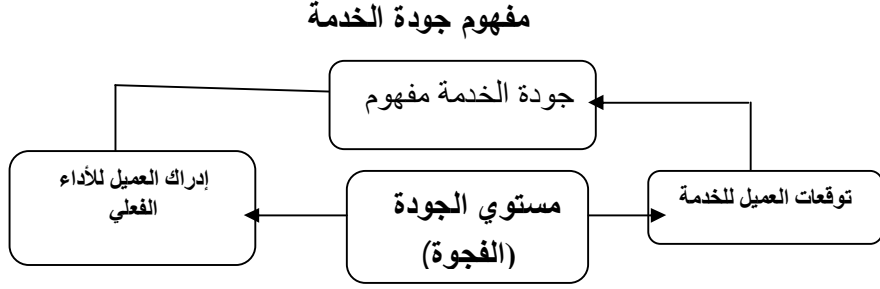 مفهوم جودة الخدمة
جودة الخدمة مفهوم
توقعات العميل للخدمة
مستوي الجودة
(الفجوة)
إدراك العميل للأداء
الفعلي